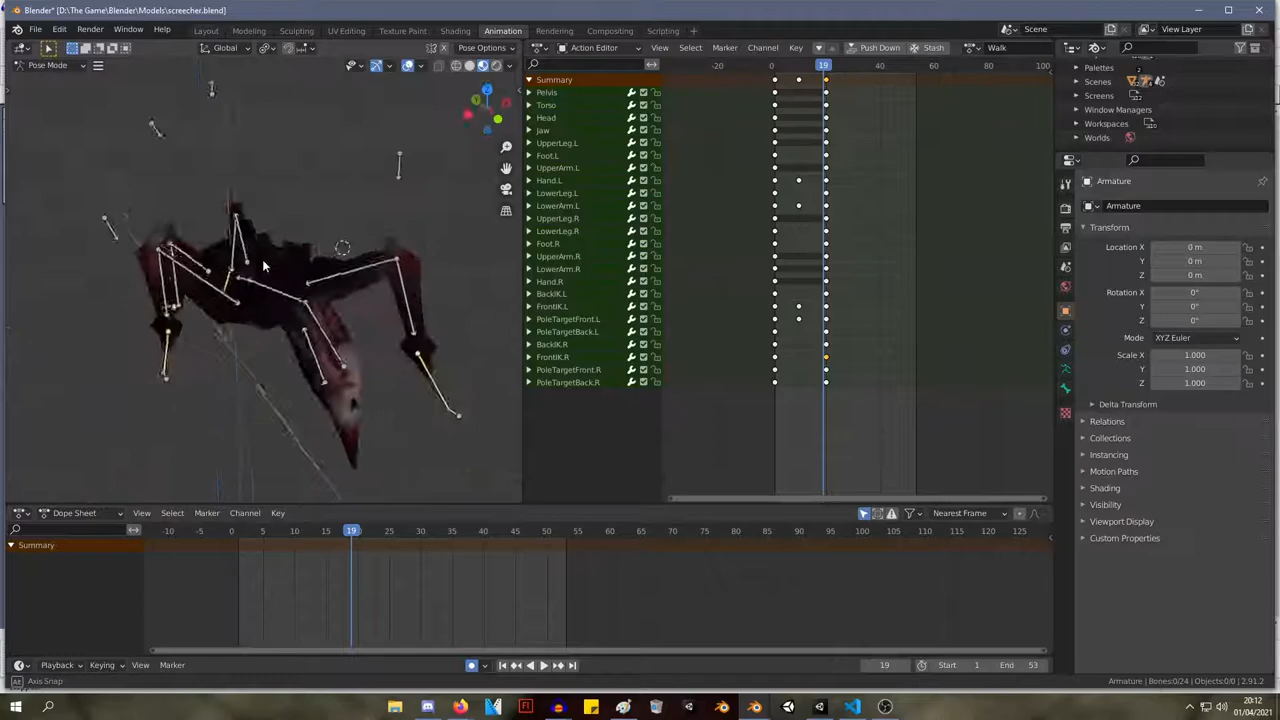 Blender* [D:\The Game\Blender\Models\screecher.blend]
File Edit Render Window Help Layout Modeling Sculpting UV Editing Texture Paint Shading Animation Rendering Compositing Scripting Scene View Layer
Global Pose Options Action Editor View Select Marker Channel Key Push Down Stash Walk
Pose Mode
-20 0 19 40 60 80 100
Palettes 2
Scenes
Screens
Window Managers
Workspaces
Worlds
Summary
Pelvis
Torso
Head
Jaw
UpperLeg.L
Foot.L
UpperArm.L
Hand.L
LowerLeg.L
LowerArm.L
UpperLeg.R
LowerLeg.R
Foot.R
UpperArm.R
LowerArm.R
Hand.R
BackIK.L
FrontIK.L
PoleTargetFront.L
PoleTargetBack.L
BackIK.R
FrontIK.R
PoleTargetFront.R
PoleTargetBack.R
Armature
Armature
Transform
Location X 0 m
Y 0 m
Z 0 m
Rotation X 0°
Y 0°
Z 0°
Mode XYZ Euler
Scale X 1.000
Y 1.000
Z 1.000
Delta Transform
Relations
Collections
Instancing
Motion Paths
Shading
Visibility
Viewport Display
Custom Properties
Dope Sheet View Select Marker Channel Key Nearest Frame
-10 -5 0 5 10 15 19 25 30 35 40 45 50 55 60 65 70 75 80 85 90 95 100 105 110 115 120 125
Summary
Playback Keying View Marker 19 Start 1 End 53
Axis Snap Armature | Bones:0/24 | Objects:0/0 | 2.91.2
20:12
01/04/2021